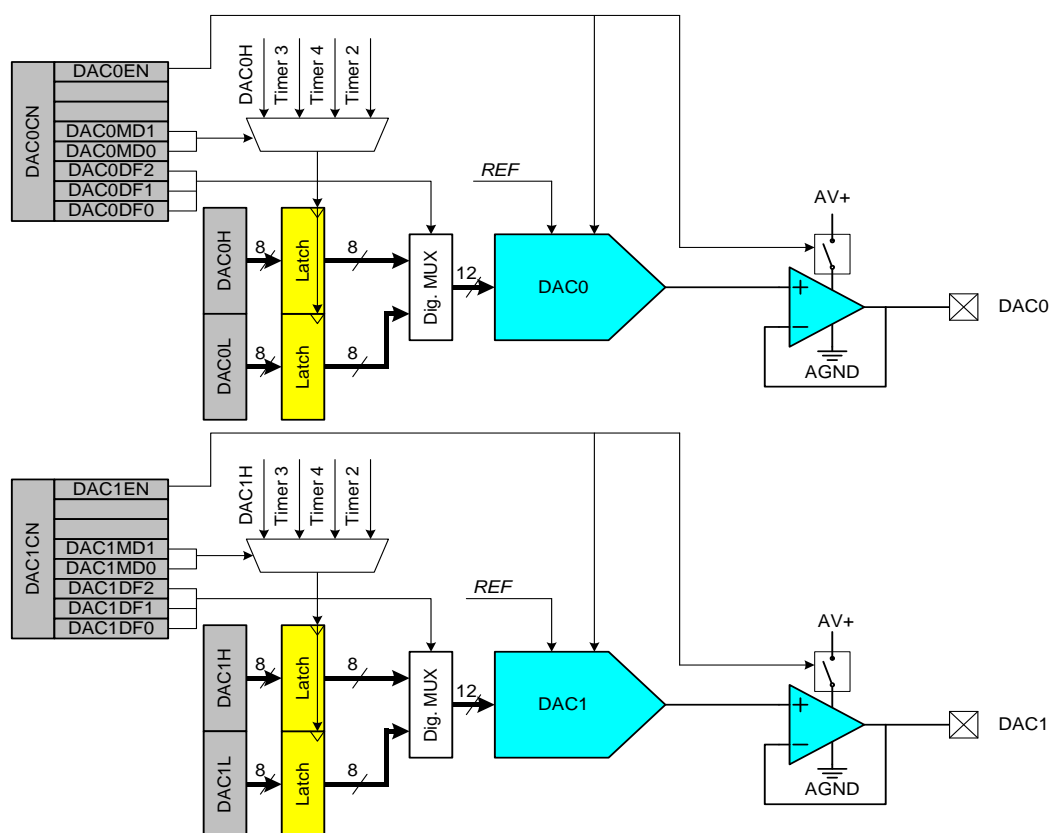 DAC0CN
DAC0EN
DAC0MD1
DAC0MD0
DAC0DF2
DAC0DF1
DAC0DF0
DAC0H
Timer 3
Timer 4
Timer 2
REF
AV+
DAC0H
8
Latch
8
Dig. MUX
12
DAC0
+
−
DAC0
DAC0L
8
Latch
8
AGND
DAC1CN
DAC1EN
DAC1MD1
DAC1MD0
DAC1DF2
DAC1DF1
DAC1DF0
DAC1H
Timer 3
Timer 4
Timer 2
REF
AV+
DAC1H
8
Latch
8
Dig. MUX
12
DAC1
+
−
DAC1
DAC1L
8
Latch
8
AGND